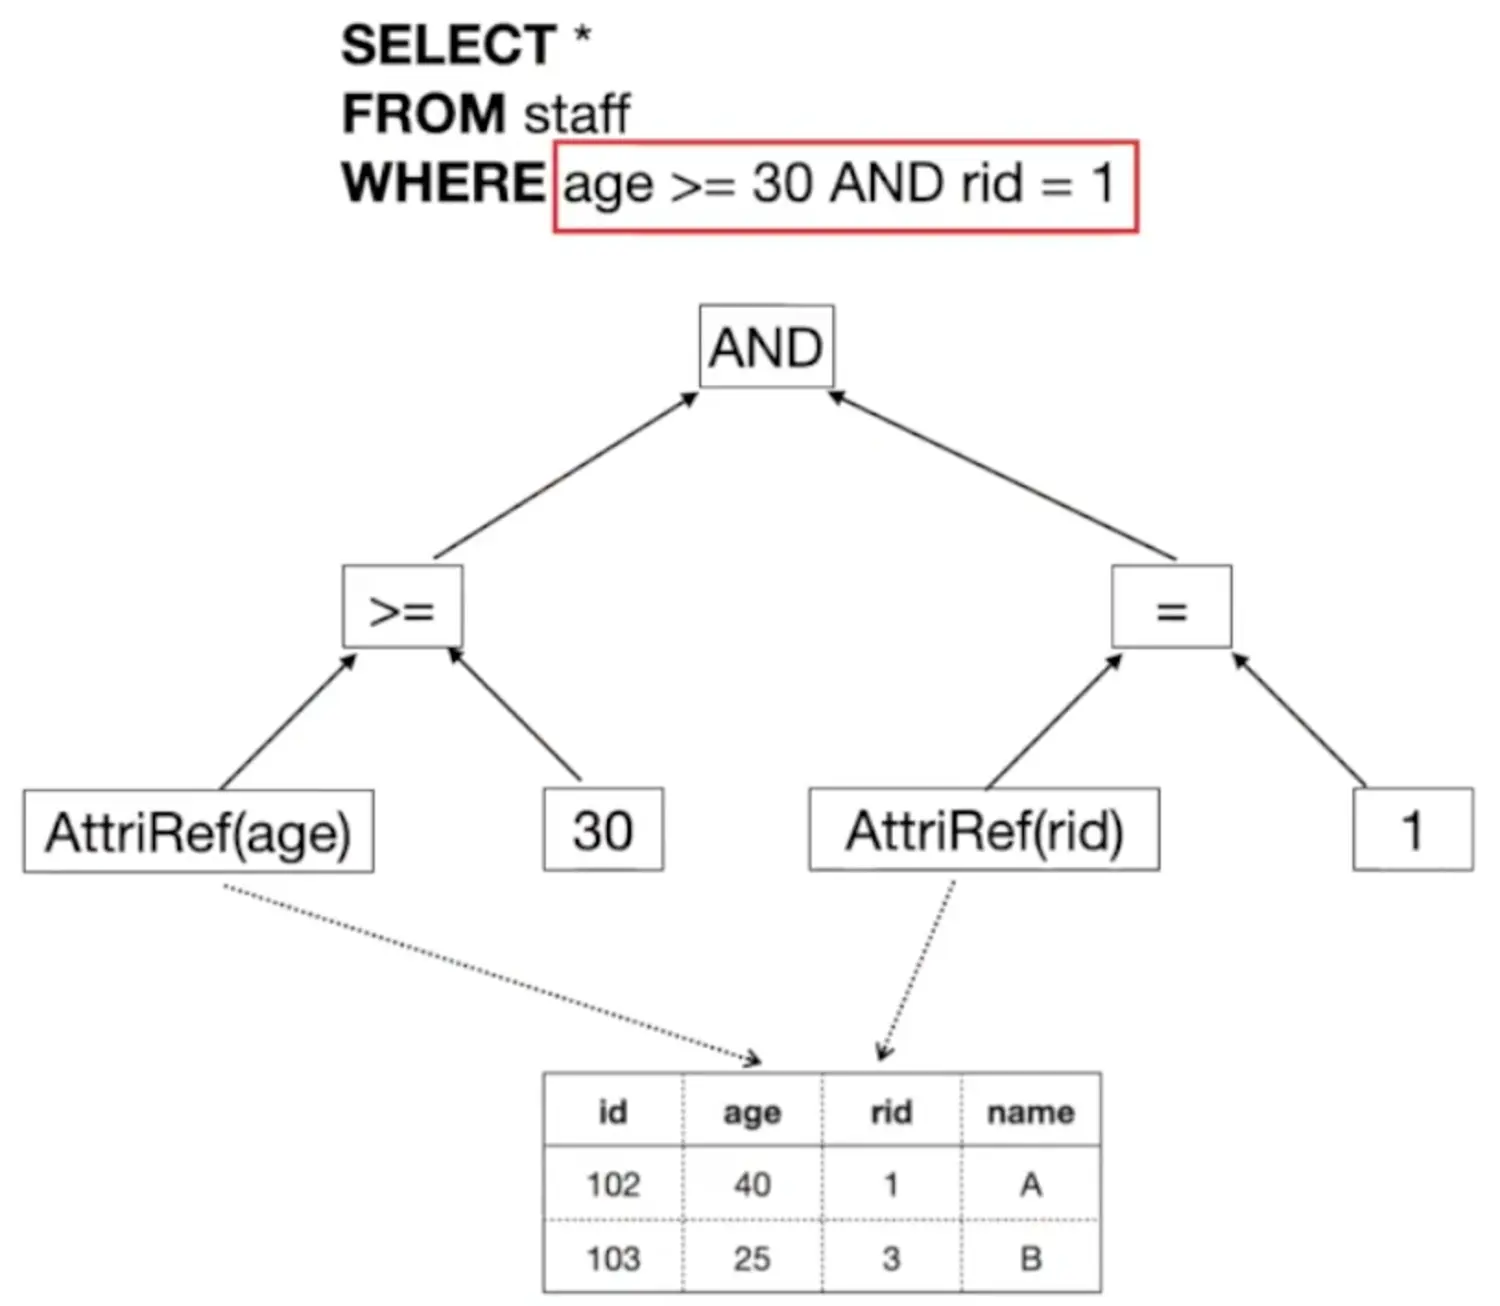 SELECT *
FROM staff
WHERE age >= 30 AND rid = 1
AND
>=
=
AttriRef(age)
30
AttriRef(rid)
1
id age rid name
102 40 1 A
103 25 3 B